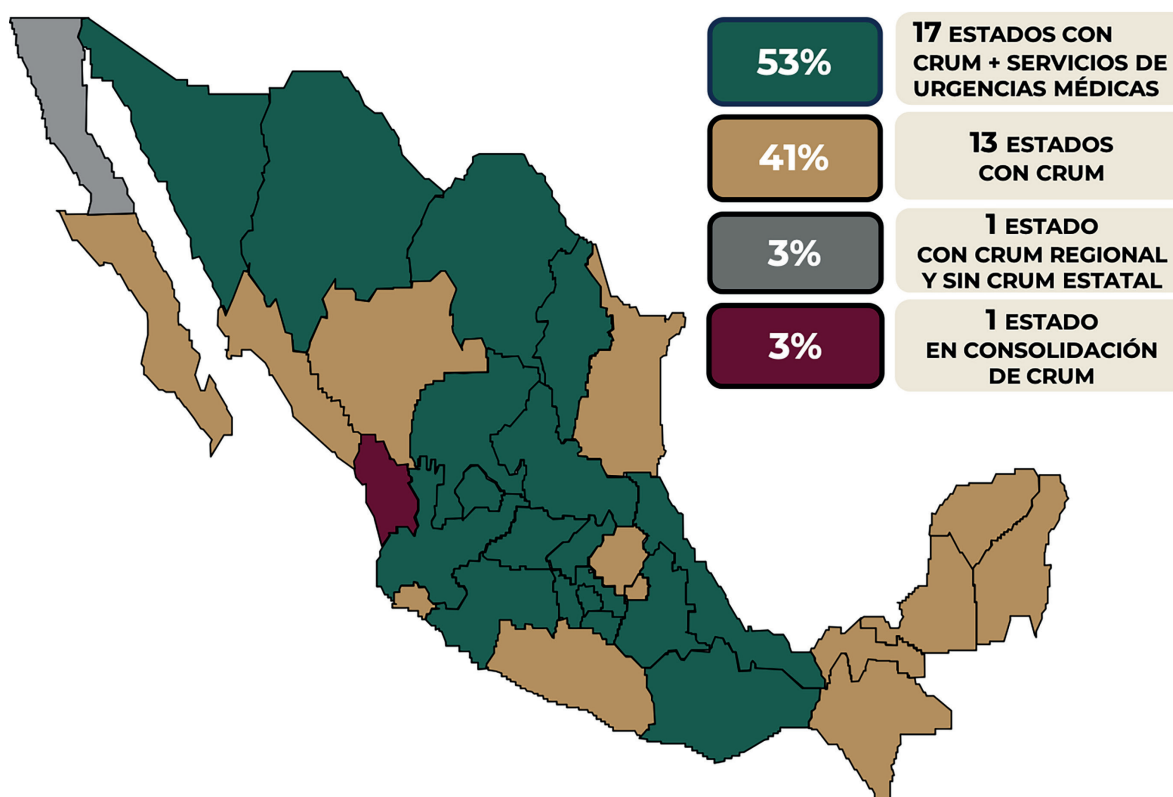 53%
17 ESTADOS CON
CRUM + SERVICIOS DE
URGENCIAS MÉDICAS
41%
13 ESTADOS
CON CRUM
3%
1 ESTADO
CON CRUM REGIONAL
Y SIN CRUM ESTATAL
3%
1 ESTADO
EN CONSOLIDACIÓN
DE CRUM